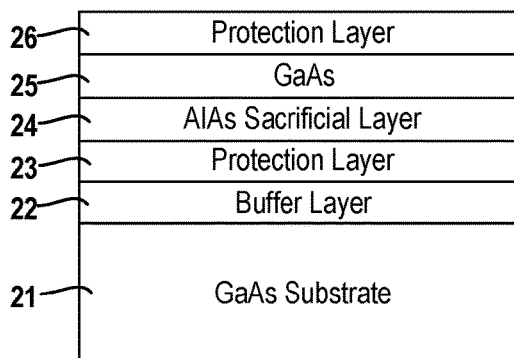 26 Protection Layer
25 GaAs
24 AlAs Sacrificial Layer
23 Protection Layer
22 Buffer Layer
21 GaAs Substrate